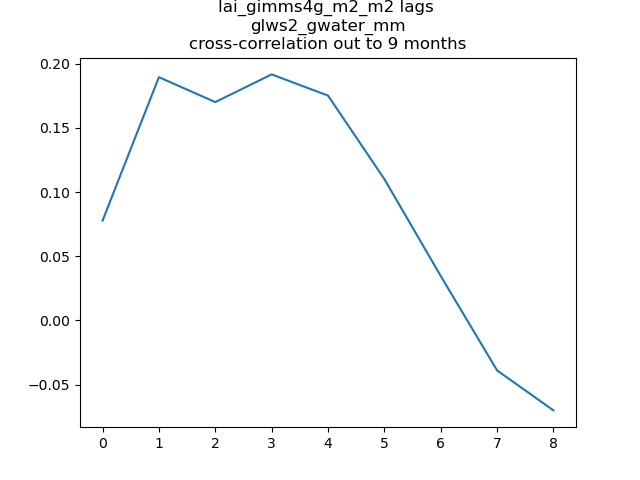 lai_gimms4g_m2_m2 lags
glws2_gwater_mm
cross-correlation out to 9 months
0.20
0.15
0.10
0.05
0.00
−0.05
0 1 2 3 4 5 6 7 8